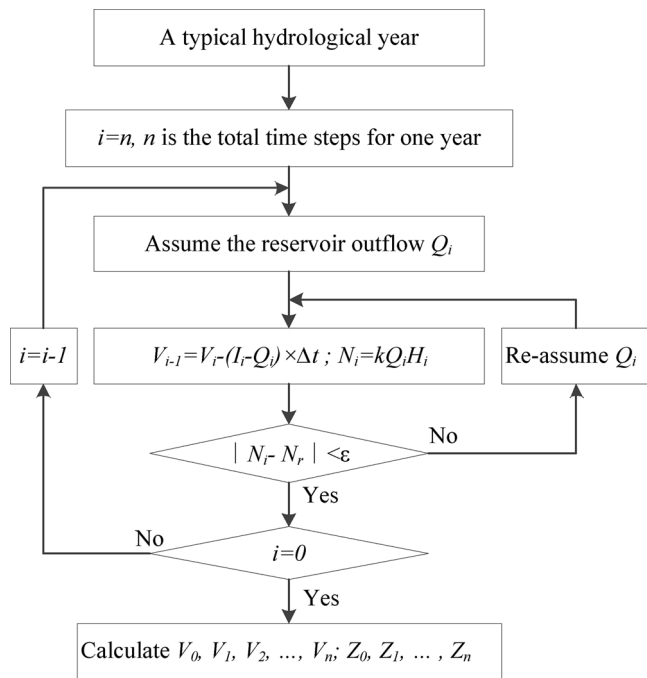 A typical hydrological year
i=n, n is the total time steps for one year
Assume the reservoir outflow Qᵢ
i=i-1
Vᵢ₋₁=Vᵢ-(Iᵢ-Qᵢ)×Δt ; Nᵢ=kQᵢHᵢ
Re-assume Qᵢ
| Nᵢ- Nᵣ | <ε
No
Yes
No
i=0
Yes
Calculate V₀, V₁, V₂, ..., Vₙ; Z₀, Z₁, ... , Zₙ